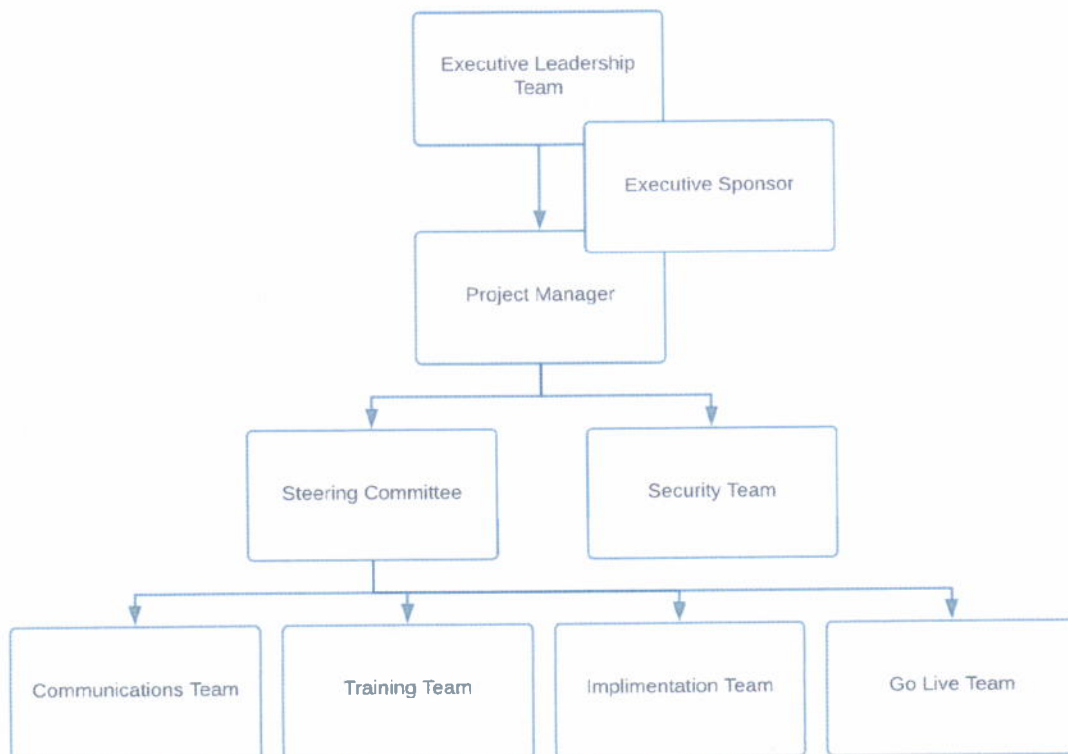 Executive Leadership
Team
Executive Sponsor
Project Manager
Steering Committee
Security Team
Communications Team
Training Team
Implimentation Team
Go Live Team